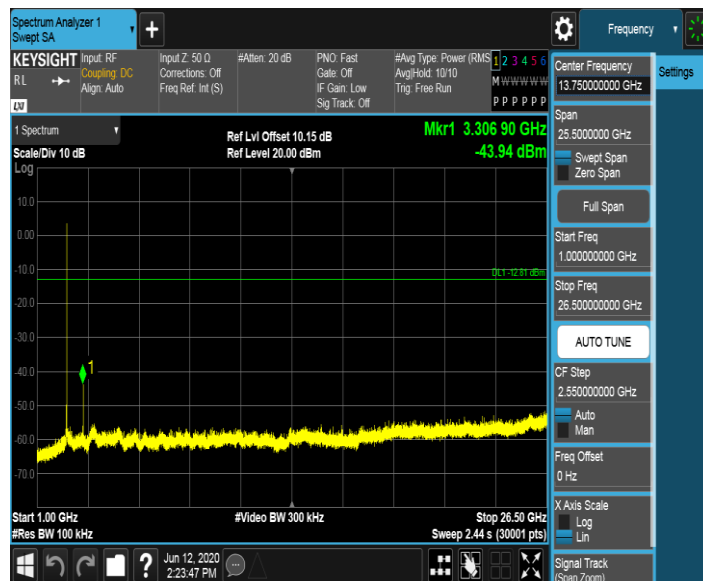 Spectrum Analyzer 1
Swept SA
Frequency
KEYSIGHT
RL
LXI
Input: RF
Coupling: DC
Align: Auto
Input Z: 50 Ω
Corrections: Off
Freq Ref: Int (S)
#Atten: 20 dB
PNO: Fast
Gate: Off
IF Gain: Low
Sig Track: Off
#Avg Type: Power (RMS
Avg|Hold: 10/10
Trig: Free Run
1 2 3 4 5 6
M W W W W W
P P P P P P
1 Spectrum
Scale/Div 10 dB
Log
Ref Lvl Offset 10.15 dB
Ref Level 20.00 dBm
Mkr1 3.306 90 GHz
-43.94 dBm
10.0
0.00
-10.0
-20.0
-30.0
-40.0
-50.0
-60.0
-70.0
DL1 -12.81 dBm
1
Start 1.00 GHz
#Res BW 100 kHz
#Video BW 300 kHz
Stop 26.50 GHz
Sweep 2.44 s (30001 pts)
Jun 12, 2020
2:23:47 PM
Center Frequency
13.750000000 GHz
Span
25.5000000 GHz
Swept Span
Zero Span
Full Span
Start Freq
1.000000000 GHz
Stop Freq
26.500000000 GHz
AUTO TUNE
CF Step
2.550000000 GHz
Auto
Man
Freq Offset
0 Hz
X Axis Scale
Log
Lin
Signal Track
(Span Zoom)
Settings